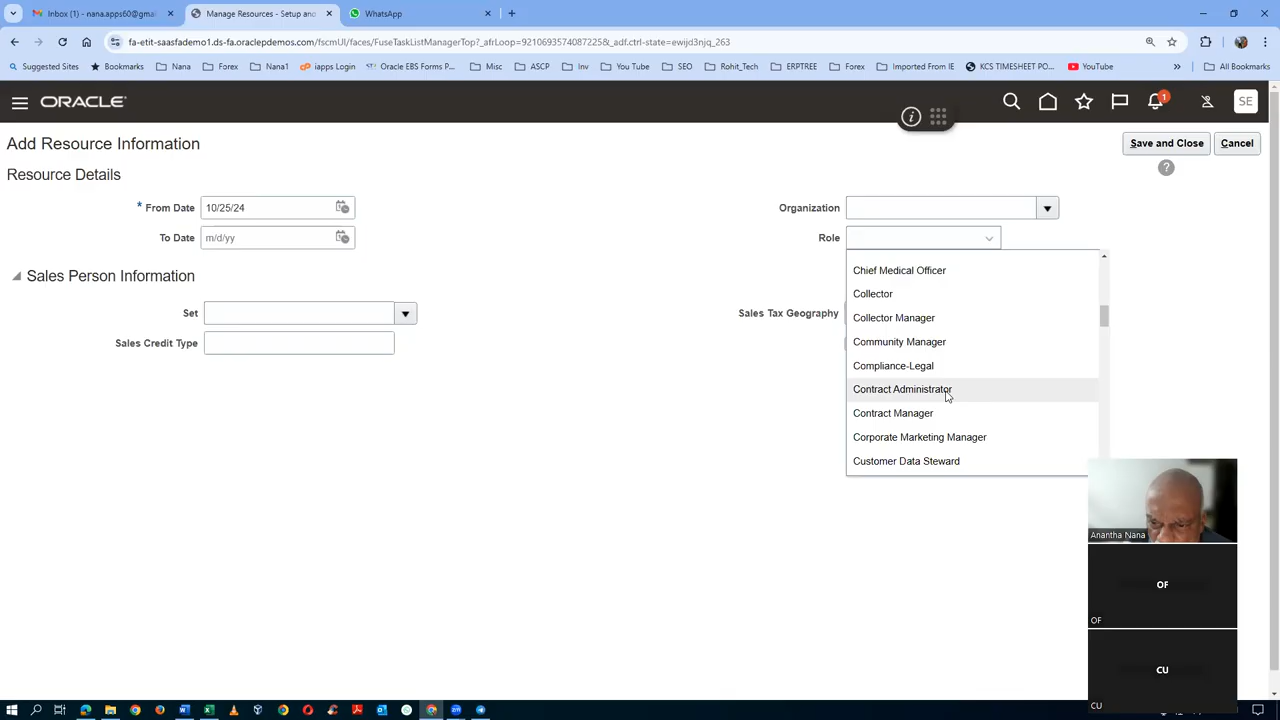 M nana.apps60@gmail.com - Gmail
Manage Resources - Setup and
WhatsApp
fa-etit-saasfademo1.ds-fa.oraclepdemos.com/fscmUI/faces/FuseTaskListManagerTop?_afrLoop=9210693574087225&_adf.ctrl-state=ewijd3njq_263
Suggested Sites Bookmarks Nana Forex Nana1 iapps Login Oracle EBS Forms P... Misc ASCP Inv You Tube SEO Rohit_Tech ERPTREE Forex Imported From IE KCS TIMESHEET PO... YouTube » All Bookmarks
ORACLE
1
SE
Add Resource Information
Save and Close Cancel
Resource Details
* From Date 10/25/24
Organization
To Date m/d/yy
Role
Sales Person Information
Set
Sales Tax Geography
Sales Credit Type
Chief Medical Officer
Collector
Collector Manager
Community Manager
Compliance-Legal
Contract Administrator
Contract Manager
Corporate Marketing Manager
Customer Data Steward
Anantha Nana
OF
OF
CU
CU